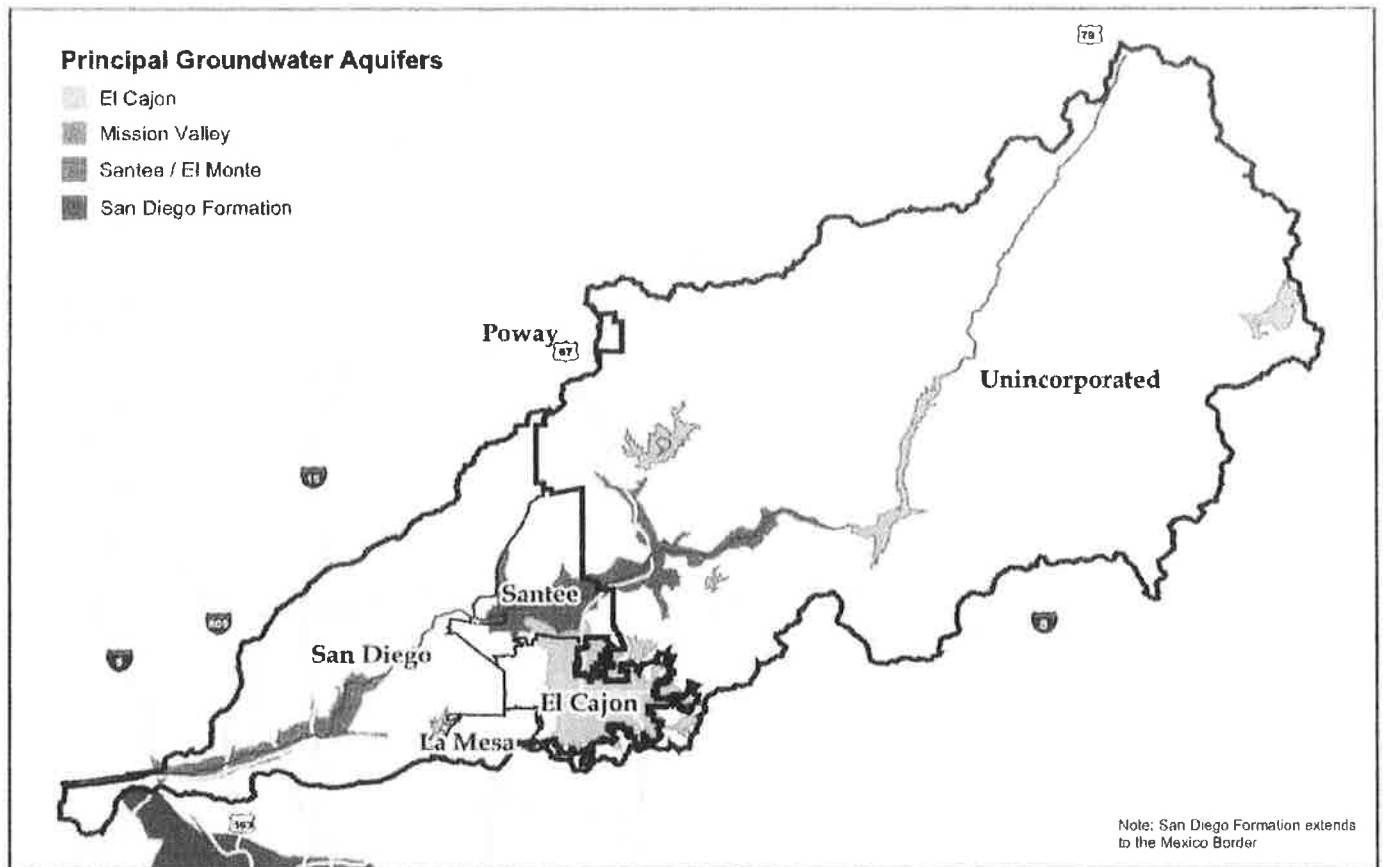 Principal Groundwater Aquifers
El Cajon
Mission Valley
Santee / El Monte
San Diego Formation
78
Poway
67
Unincorporated
15
Santee
805
8
San Diego
5
El Cajon
La Mesa
163
Note: San Diego Formation extends
to the Mexico Border